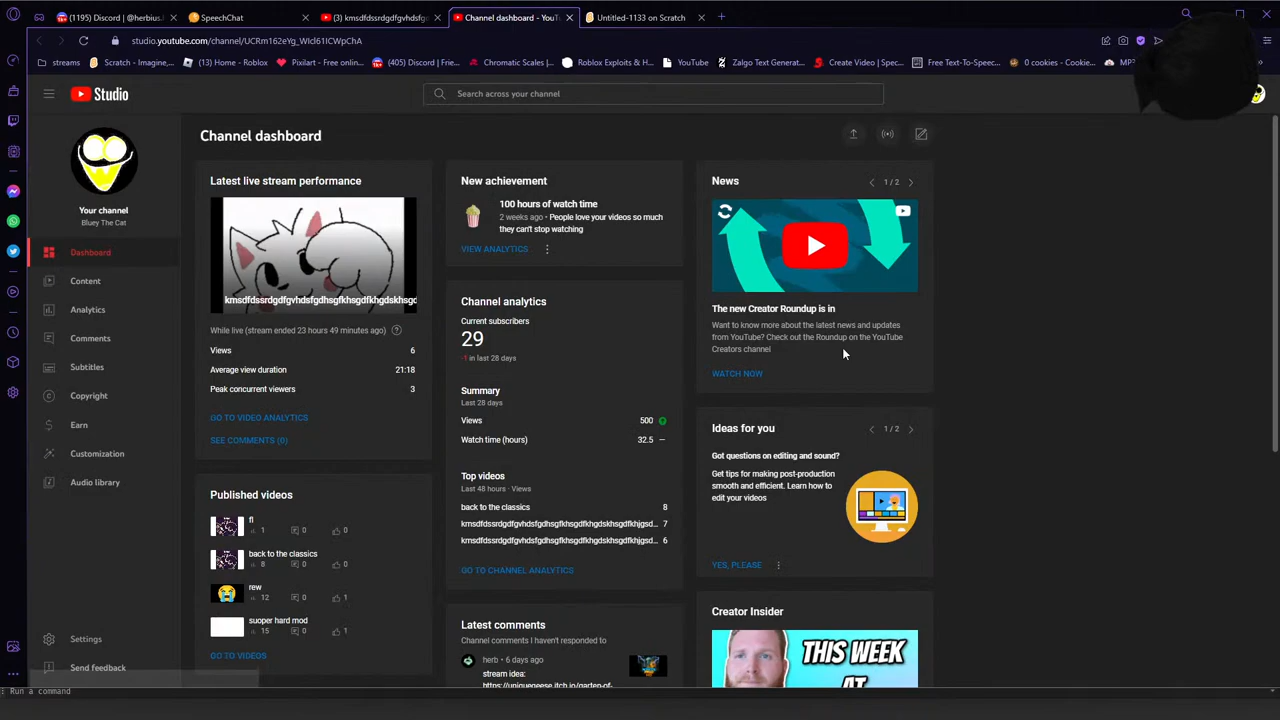 (1195) Discord | @herbius.
SpeechChat
(3) kmsdfdssrdgdfgvhdsfg
Channel dashboard - YouT
Untitled-1133 on Scratch
studio.youtube.com/channel/UCRm162eYg_WId61ICWpChA
streams
Scratch - Imagine,...
(13) Home - Roblox
Pixilart - Free onlin...
(405) Discord | Frie...
Chromatic Scales |...
Roblox Exploits & H...
YouTube
Zalgo Text Generat...
Create Video | Spec...
Free Text-To-Speec...
0 cookies - Cookie...
Studio
Search across your channel
Channel dashboard
Your channel
Bluey The Cat
Dashboard
Content
Analytics
Comments
Subtitles
Copyright
Earn
Customization
Audio library
Settings
Send feedback
Latest live stream performance
kmsdfdssrdgdfgvhdsfgdhsgfkhsgdfkhgdskhsgd
While live (stream ended 23 hours 49 minutes ago)
Views 6
Average view duration 21:18
Peak concurrent viewers 3
GO TO VIDEO ANALYTICS
SEE COMMENTS (0)
Published videos
fl
1 0 0
back to the classics
8 0 0
rew
12 0 1
suoper hard mod
15 0 1
GO TO VIDEOS
New achievement
100 hours of watch time
2 weeks ago • People love your videos so much
they can't stop watching
VIEW ANALYTICS
Channel analytics
Current subscribers
29
-1 in last 28 days
Summary
Last 28 days
Views 500
Watch time (hours) 32.5 —
Top videos
Last 48 hours · Views
back to the classics 8
kmsdfdssrdgdfgvhdsfgdhsgfkhsgdfkhgdskhjgsd... 7
kmsdfdssrdgdfgvhdsfgdhsgfkhsgdfkhgdskhjgsd... 6
GO TO CHANNEL ANALYTICS
Latest comments
Channel comments I haven't responded to
herb • 6 days ago
stream idea:
https://uniquegeese.itch.io/garten-of-
News
1 / 2
The new Creator Roundup is in
Want to know more about the latest news and updates
from YouTube? Check out the Roundup on the YouTube
Creators channel
WATCH NOW
Ideas for you
1 / 2
Got questions on editing and sound?
Get tips for making post-production
smooth and efficient. Learn how to
edit your videos
YES, PLEASE
Creator Insider
THIS WEEK
AT
: Run a command